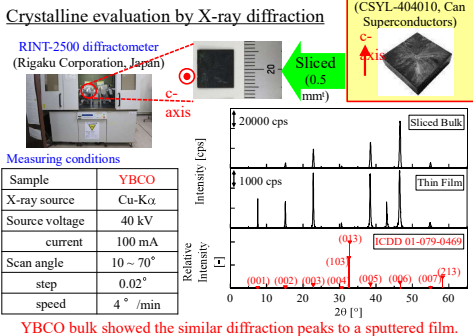 Crystalline evaluation by X-ray diffraction
(CSYL-404010, Can
Superconductors)
RINT-2500 diffractometer
(Rigaku Corporation, Japan)
c-
axis
Sliced
(0.5
mmᵗ)
c-
axis
20
Measuring conditions
Sample YBCO
X-ray source Cu-Kα
Source voltage 40 kV
current 100 mA
Scan angle 10 ~ 70°
step 0.02°
speed 4 ° /min
20000 cps
Sliced Bulk
1000 cps
Thin Film
Intensity [cps]
(013)
ICDD 01-079-0469
(103)
(001) (002) (003) (004) (005) (006) (007) (213)
Relative
Intensity
[-]
0 10 20 30 40 50 60
2θ [°]
YBCO bulk showed the similar diffraction peaks to a sputtered film.